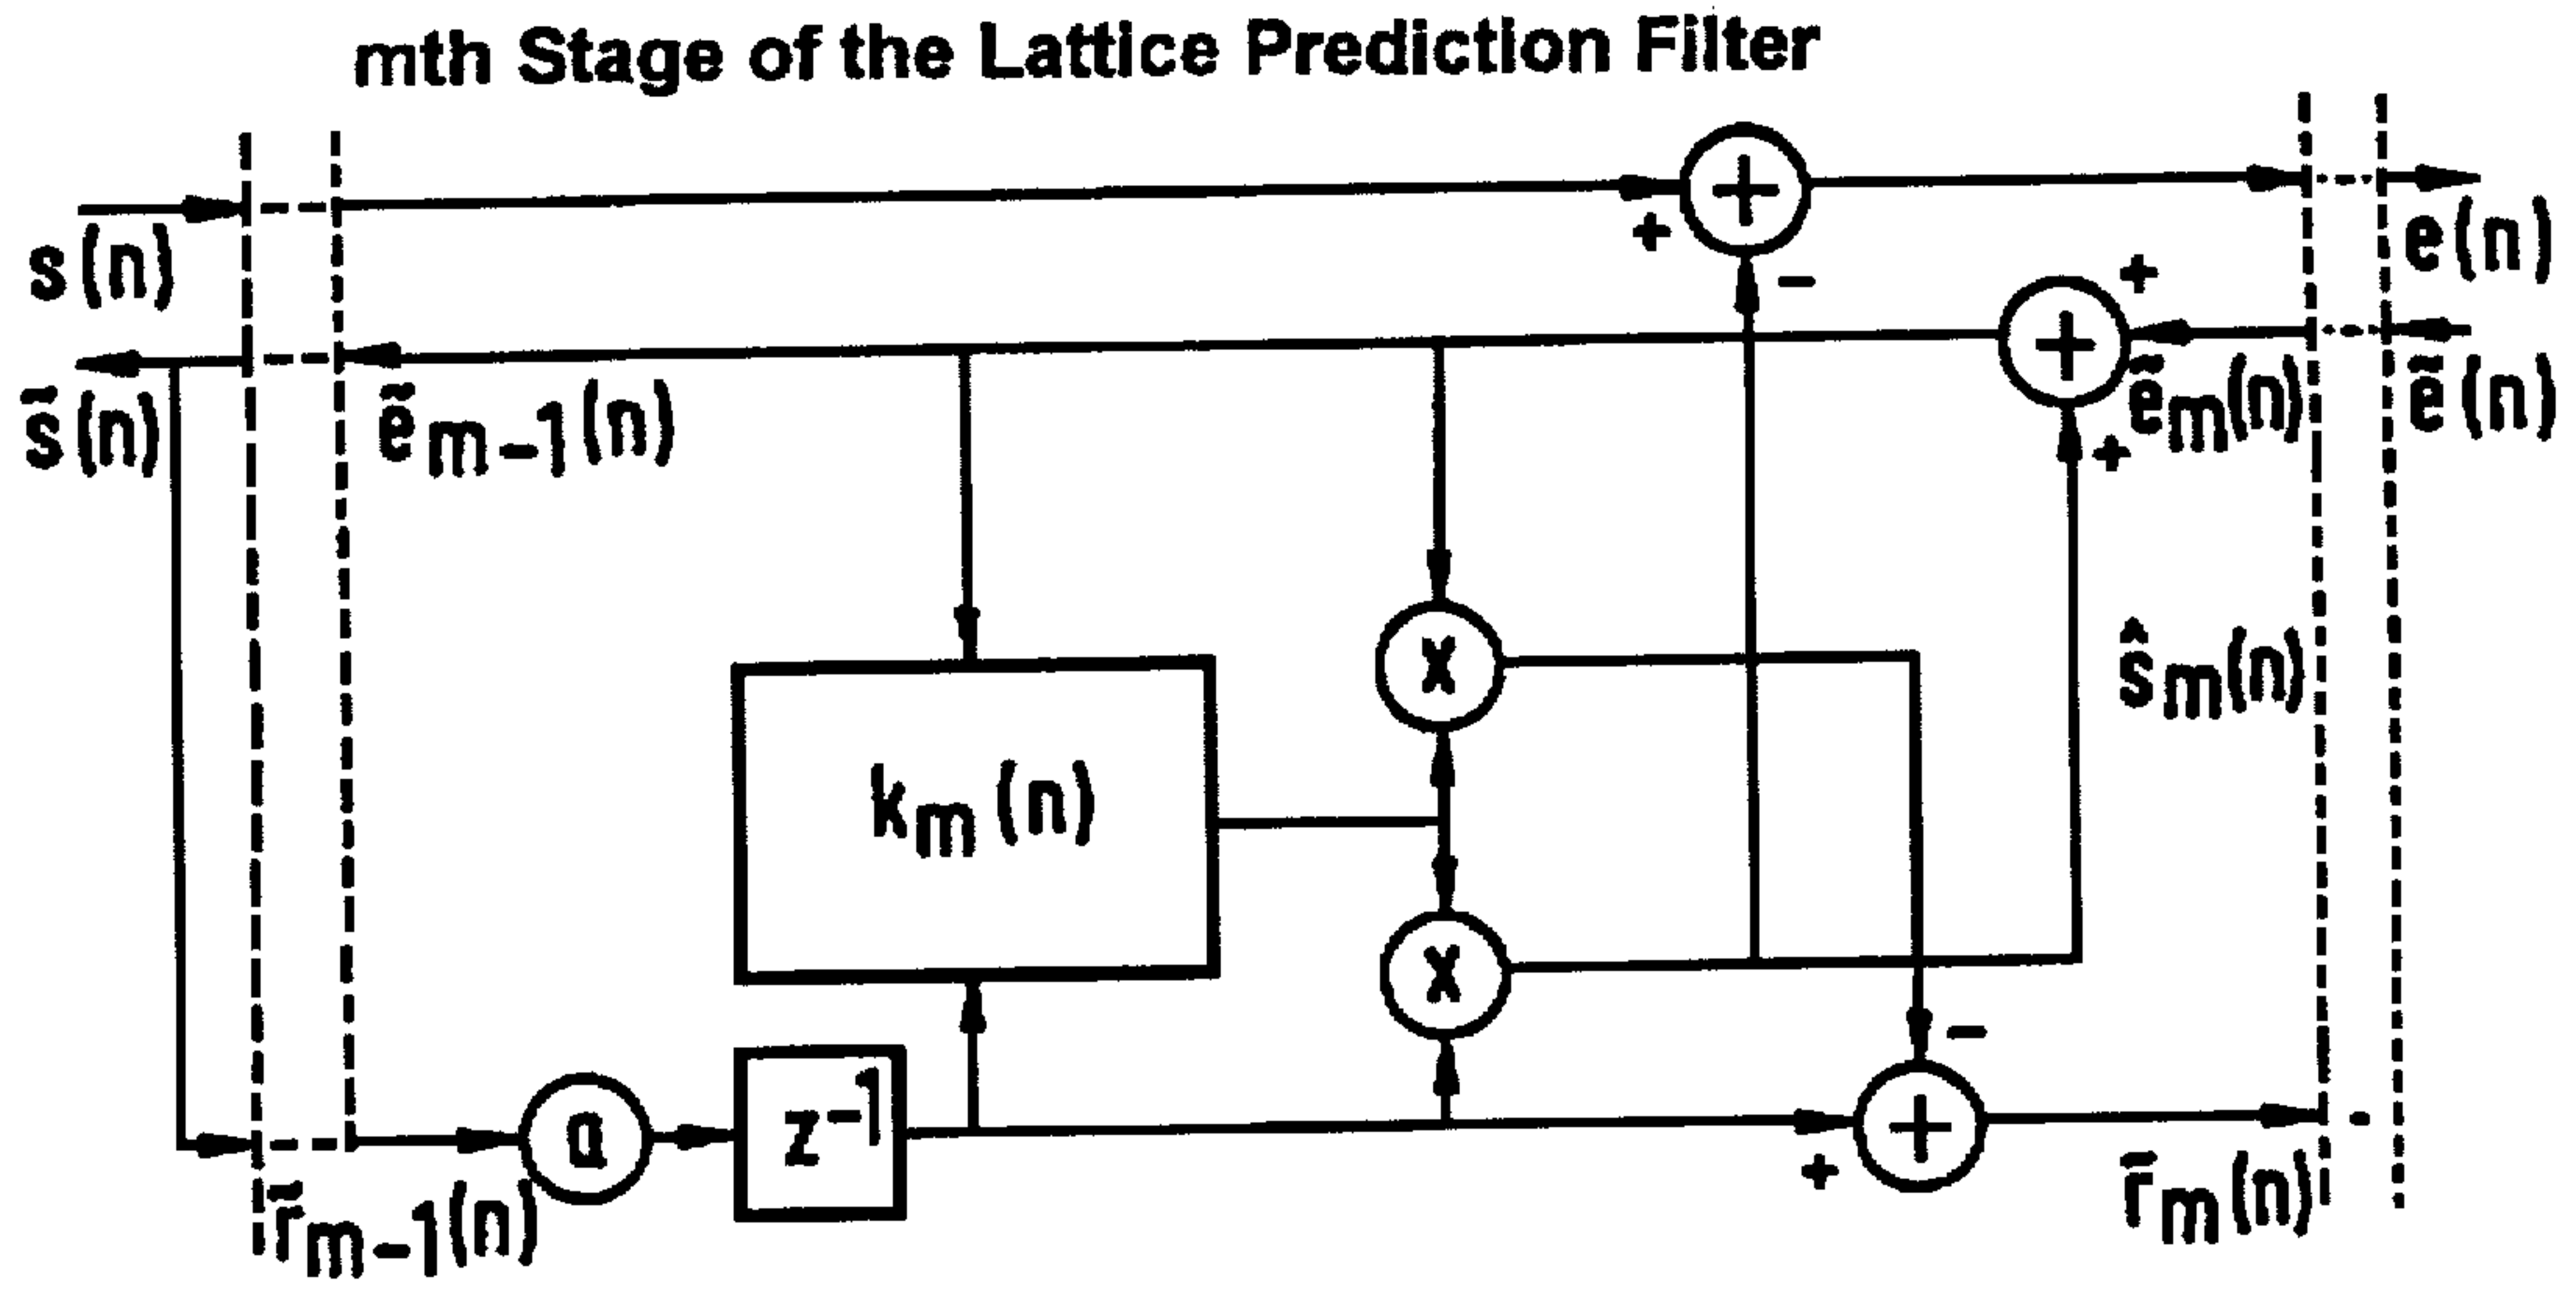 mth Stage of the Lattice Prediction Filter
+
s(n)
+
-
e(n)
+
+
s̃(n)
ẽm-1(n)
+
ẽm(n)
ẽ(n)
x
ŝm(n)
km(n)
x
-
a
z-1
+
+
r̃m-1(n)
r̃m(n)